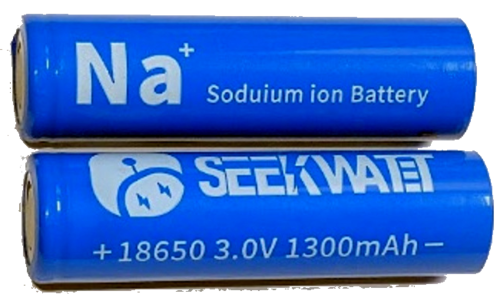 Na+
Soduium ion Battery
SEEKWATT
+18650 3.0V 1300mAh−